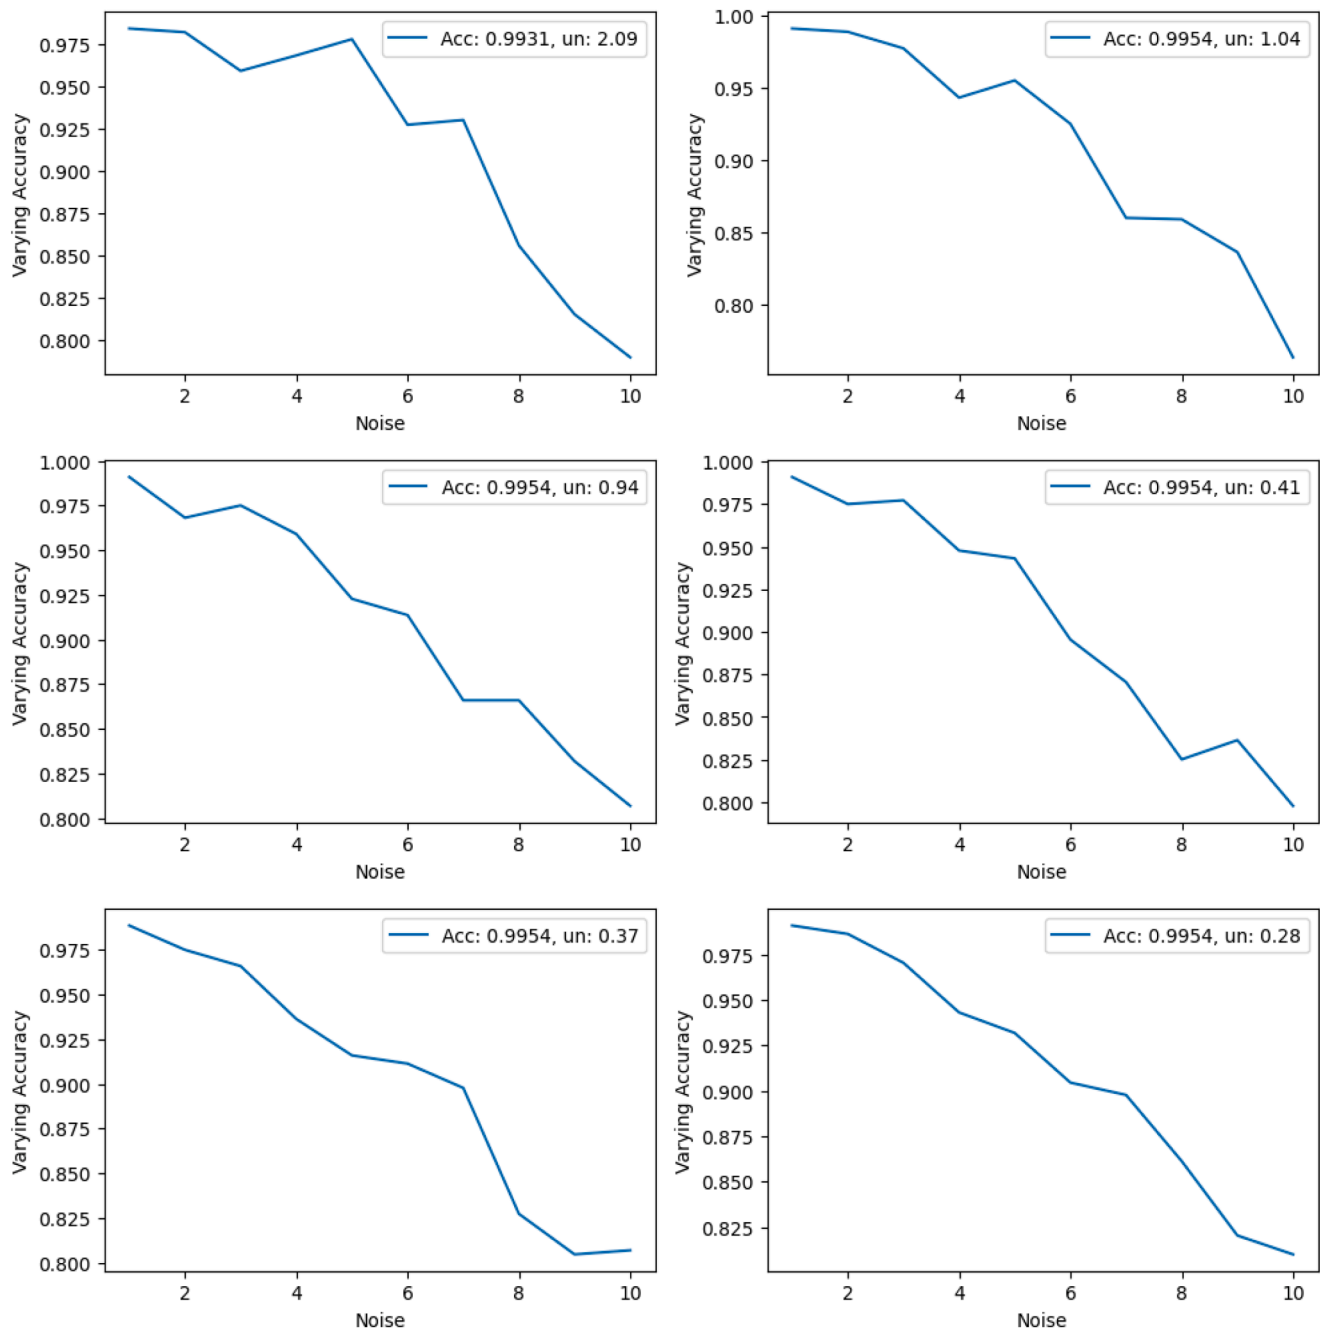 Acc: 0.9931, un: 2.09
Varying Accuracy
0.975
0.950
0.925
0.900
0.875
0.850
0.825
0.800
2 4 6 8 10
Noise
Acc: 0.9954, un: 1.04
Varying Accuracy
1.00
0.95
0.90
0.85
0.80
2 4 6 8 10
Noise
Acc: 0.9954, un: 0.94
Varying Accuracy
1.000
0.975
0.950
0.925
0.900
0.875
0.850
0.825
0.800
2 4 6 8 10
Noise
Acc: 0.9954, un: 0.41
Varying Accuracy
1.000
0.975
0.950
0.925
0.900
0.875
0.850
0.825
0.800
2 4 6 8 10
Noise
Acc: 0.9954, un: 0.37
Varying Accuracy
0.975
0.950
0.925
0.900
0.875
0.850
0.825
0.800
2 4 6 8 10
Noise
Acc: 0.9954, un: 0.28
Varying Accuracy
0.975
0.950
0.925
0.900
0.875
0.850
0.825
2 4 6 8 10
Noise